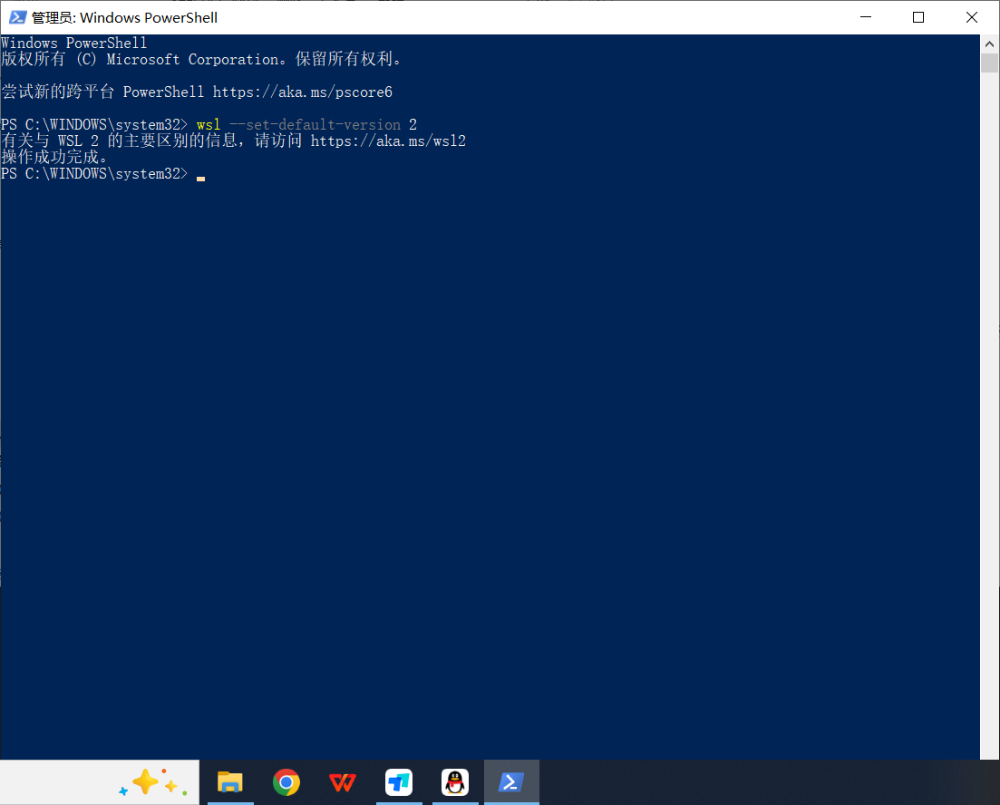 管理员: Windows PowerShell
Windows PowerShell
版权所有 (C) Microsoft Corporation。保留所有权利。
尝试新的跨平台 PowerShell https://aka.ms/pscore6
PS C:\WINDOWS\system32> wsl --set-default-version 2
有关与 WSL 2 的主要区别的信息，请访问 https://aka.ms/wsl2
操作成功完成。
PS C:\WINDOWS\system32>